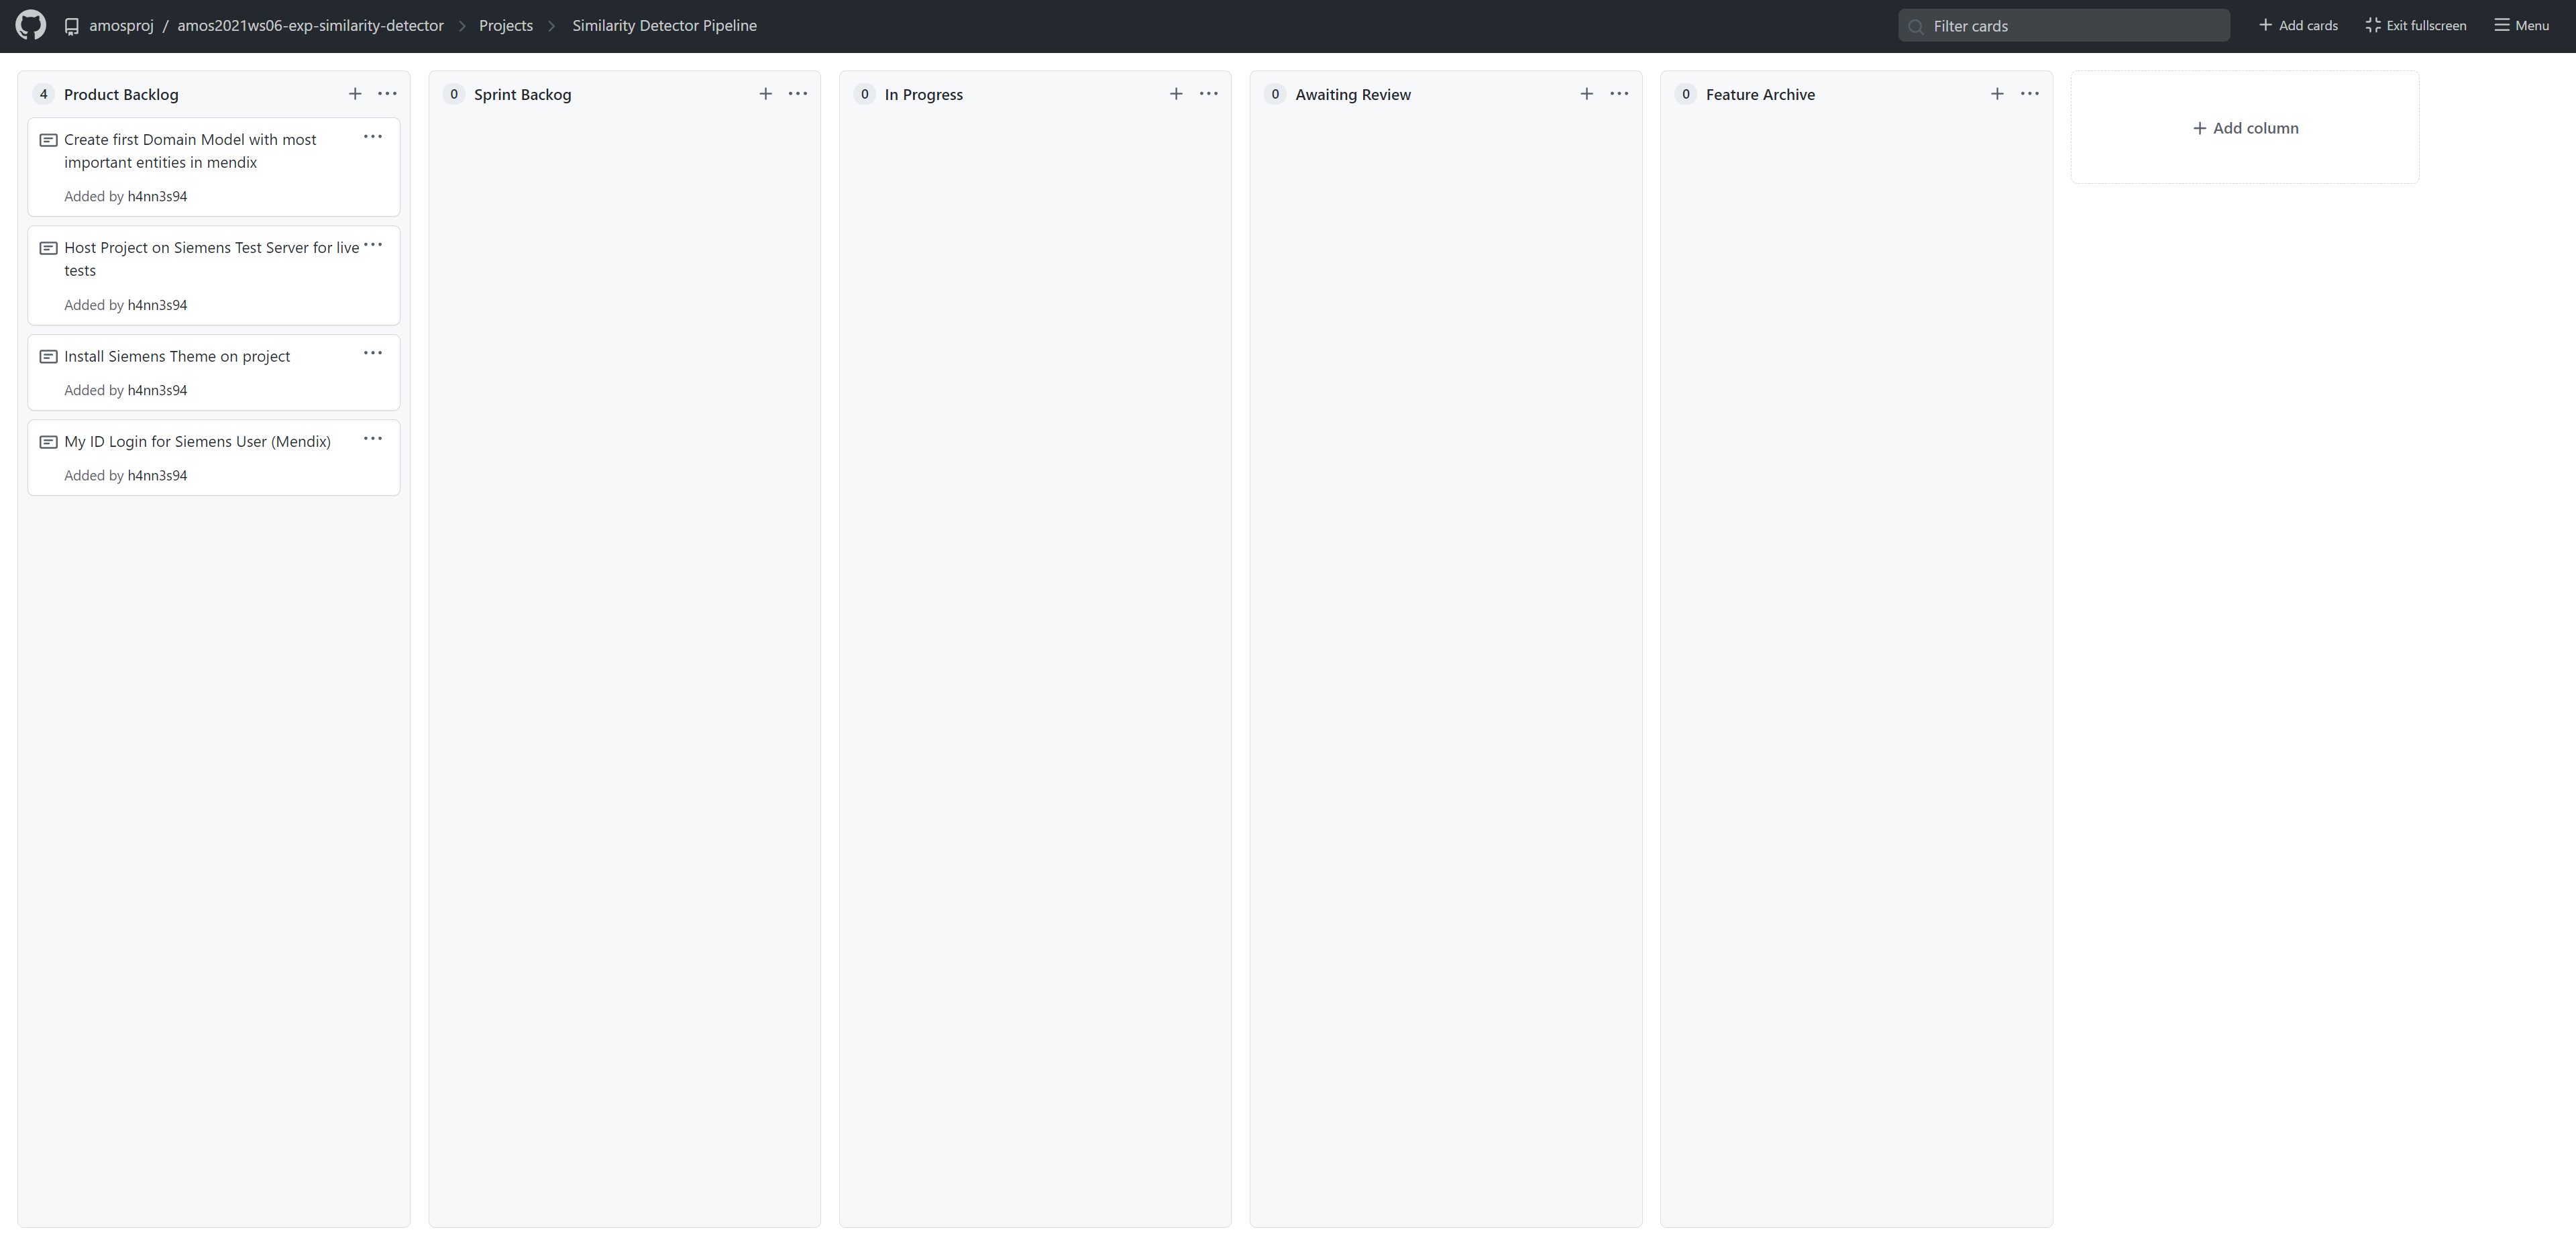 amosproj / amos2021ws06-exp-similarity-detector > Projects > Similarity Detector Pipeline
Filter cards
+ Add cards
Exit fullscreen
Menu
4 Product Backlog
Create first Domain Model with most
important entities in mendix
Added by h4nn3s94
Host Project on Siemens Test Server for live
tests
Added by h4nn3s94
Install Siemens Theme on project
Added by h4nn3s94
My ID Login for Siemens User (Mendix)
Added by h4nn3s94
0 Sprint Backog
0 In Progress
0 Awaiting Review
0 Feature Archive
+ Add column